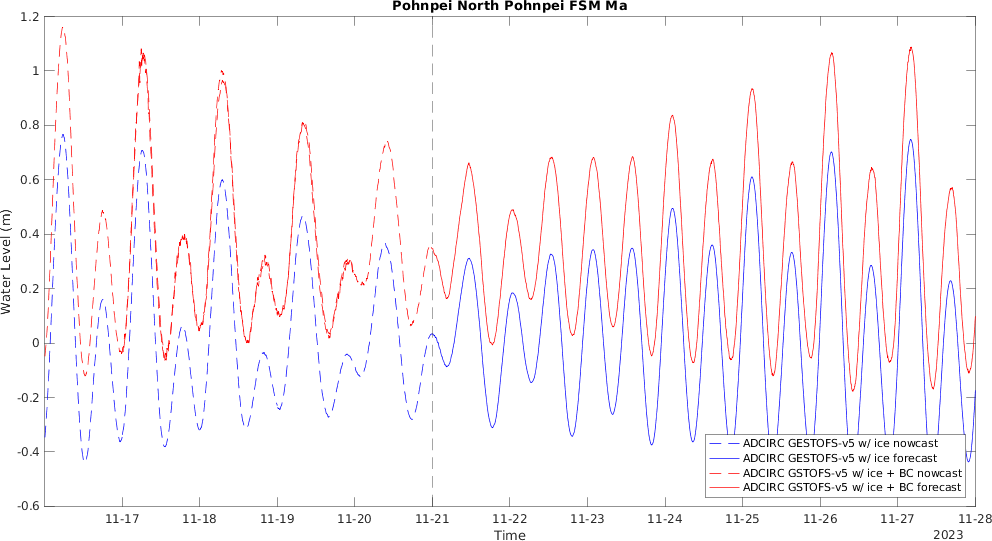 Pohnpei North Pohnpei FSM Ma
1.2
1
0.8
0.6
0.4
0.2
0
-0.2
-0.4
-0.6
Water Level (m)
ADCIRC GESTOFS-v5 w/ ice nowcast
ADCIRC GESTOFS-v5 w/ ice forecast
ADCIRC GSTOFS-v5 w/ ice + BC nowcast
ADCIRC GSTOFS-v5 w/ ice + BC forecast
11-17 11-18 11-19 11-20 11-21 11-22 11-23 11-24 11-25 11-26 11-27 11-28
Time
2023